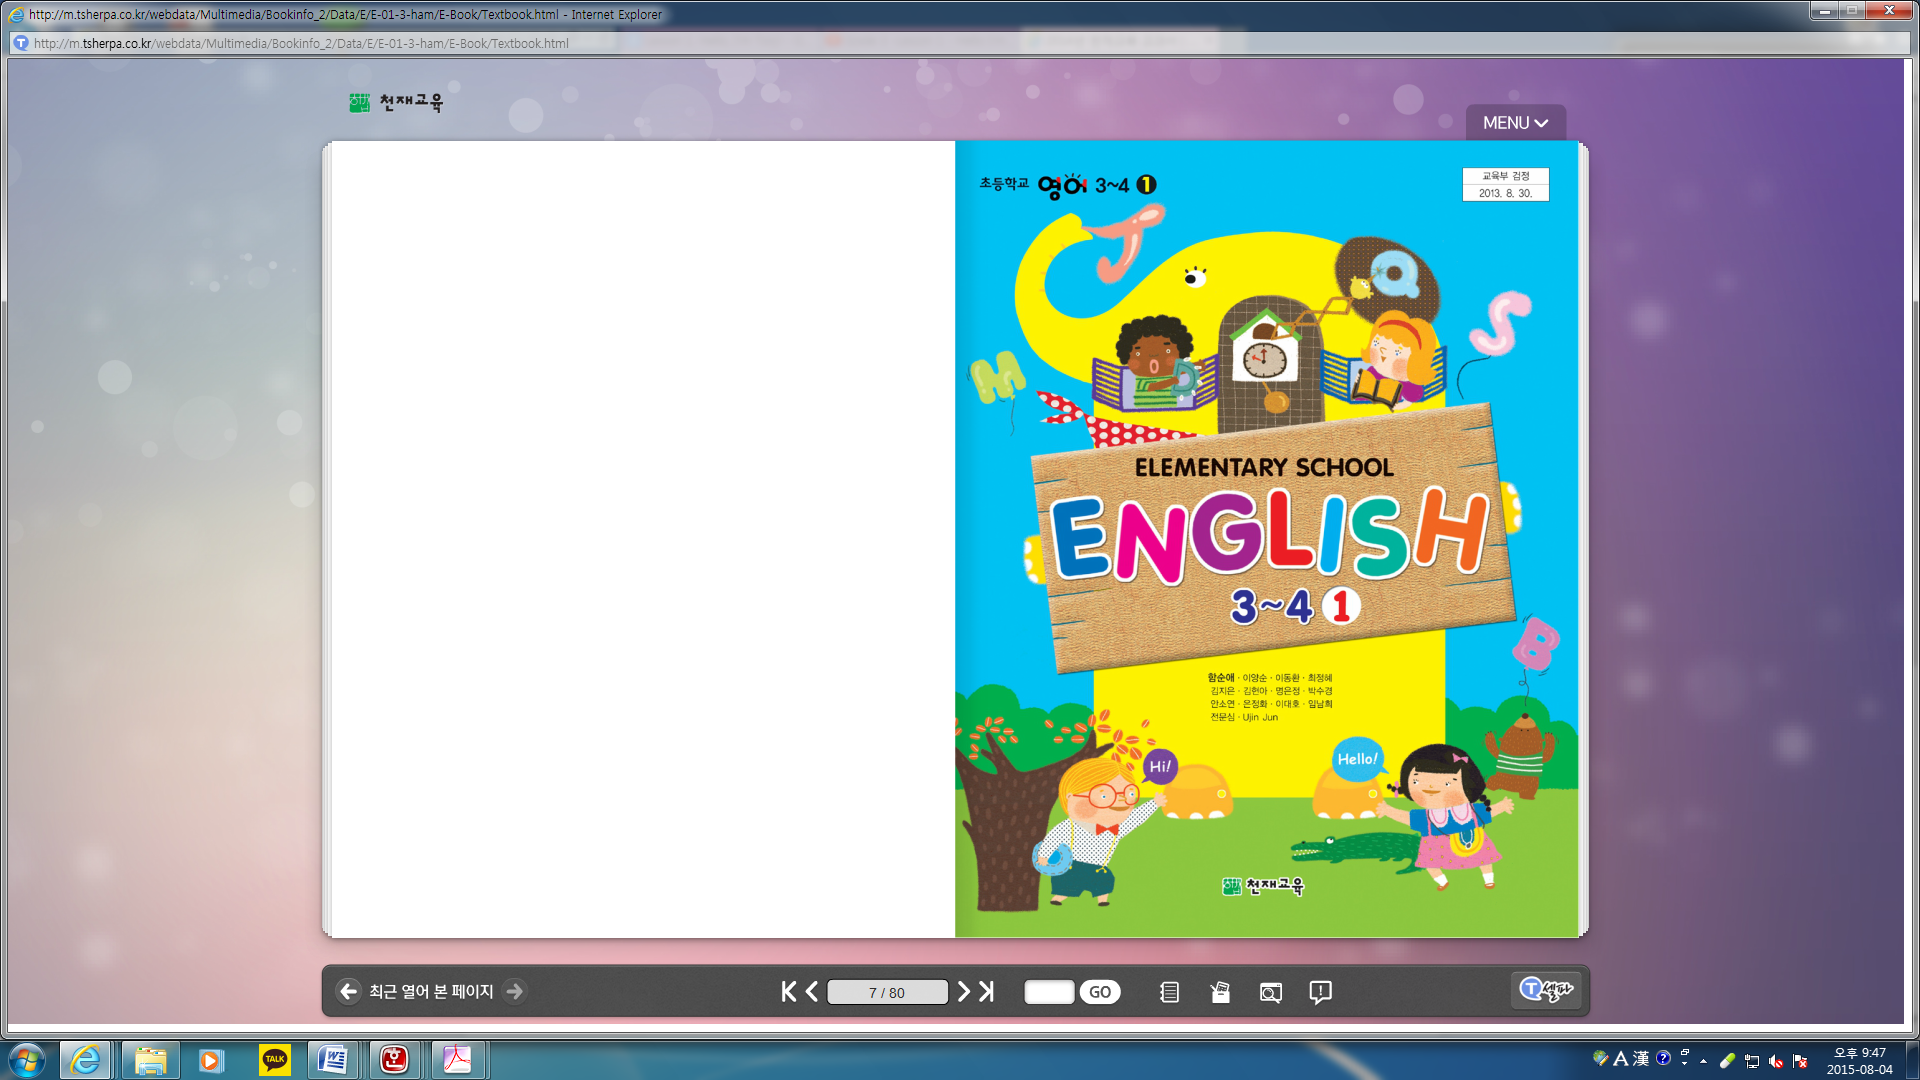 http://m.tsherpa.co.kr/webdata/Multimedia/Bookinfo_2/Data/E/E-01-3-ham/E-Book/Textbook.html - Internet Explorer
http://m.tsherpa.co.kr/webdata/Multimedia/Bookinfo_2/Data/E/E-01-3-ham/E-Book/Textbook.html
천재교육
MENU
초등학교 영어 3~4 1
교육부 검정
2013. 8. 30.
J
Q
S
M
ELEMENTARY SCHOOL
ENGLISH
3~4 1
B
함순애 · 이양순 · 이동환 · 최정혜
김지은 · 김현아 · 명은정 · 박수경
안소연 · 은정화 · 이대호 · 임남희
전문심 · Ujin Jun
Hi!
Hello!
천재교육
최근 열어 본 페이지
7 / 80
GO
T셀파
TALK
A 漢
오후 9:47
2015-08-04